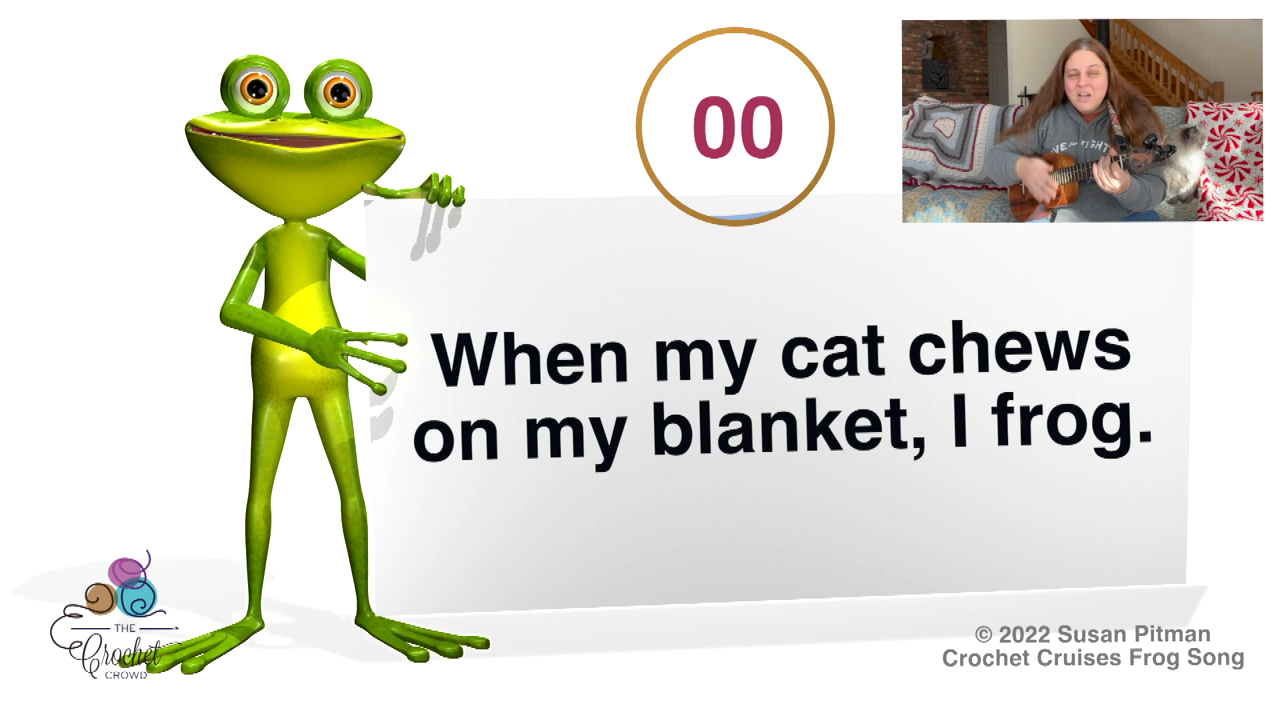 00
When my cat chews
on my blanket, I frog.
THE
Crochet
CROWD
© 2022 Susan Pitman
Crochet Cruises Frog Song